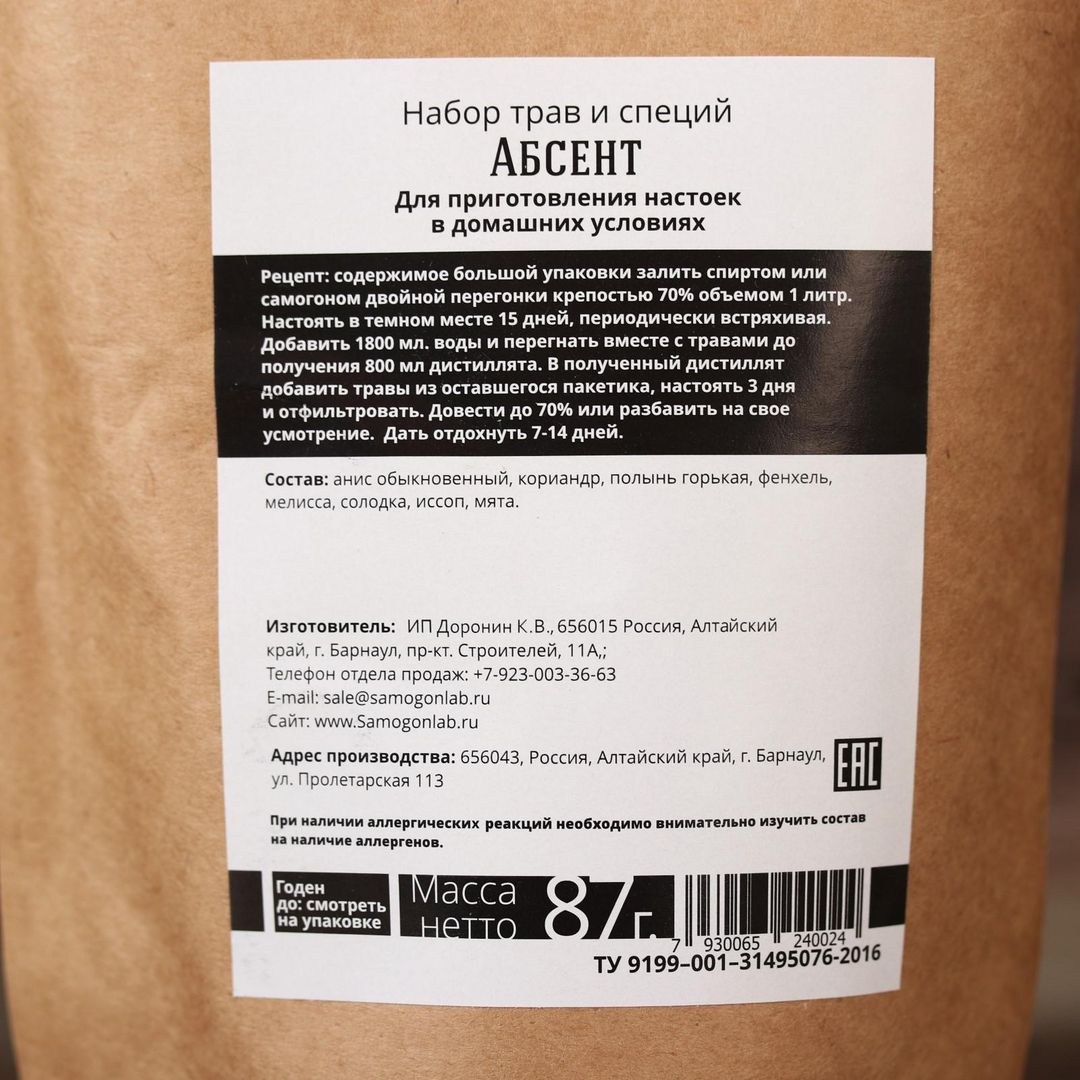 Набор трав и специй
Абсент
Для приготовления настоек
в домашних условиях
Рецепт: содержимое большой упаковки залить спиртом или
самогоном двойной перегонки крепостью 70% объемом 1 литр.
Настоять в темном месте 15 дней, периодически встряхивая.
Добавить 1800 мл. воды и перегнать вместе с травами до
получения 800 мл дистиллята. В полученный дистиллят
добавить травы из оставшегося пакетика, настоять 3 дня
и отфильтровать. Довести до 70% или разбавить на свое
усмотрение. Дать отдохнуть 7-14 дней.
Состав: анис обыкновенный, кориандр, полынь горькая, фенхель,
мелисса, солодка, иссоп, мята.
Изготовитель: ИП Доронин К.В., 656015 Россия, Алтайский
край, г. Барнаул, пр-кт. Строителей, 11А,;
Телефон отдела продаж: +7-923-003-36-63
E-mail: sale@samogonlab.ru
Сайт: www.Samogonlab.ru
Адрес производства: 656043, Россия, Алтайский край, г. Барнаул,
ул. Пролетарская 113
EAC
При наличии аллергических реакций необходимо внимательно изучить состав
на наличие аллергенов.
Годен
до: смотреть
на упаковке
Масса
нетто
87г.
7 930065 240024
ТУ 9199–001–31495076-2016